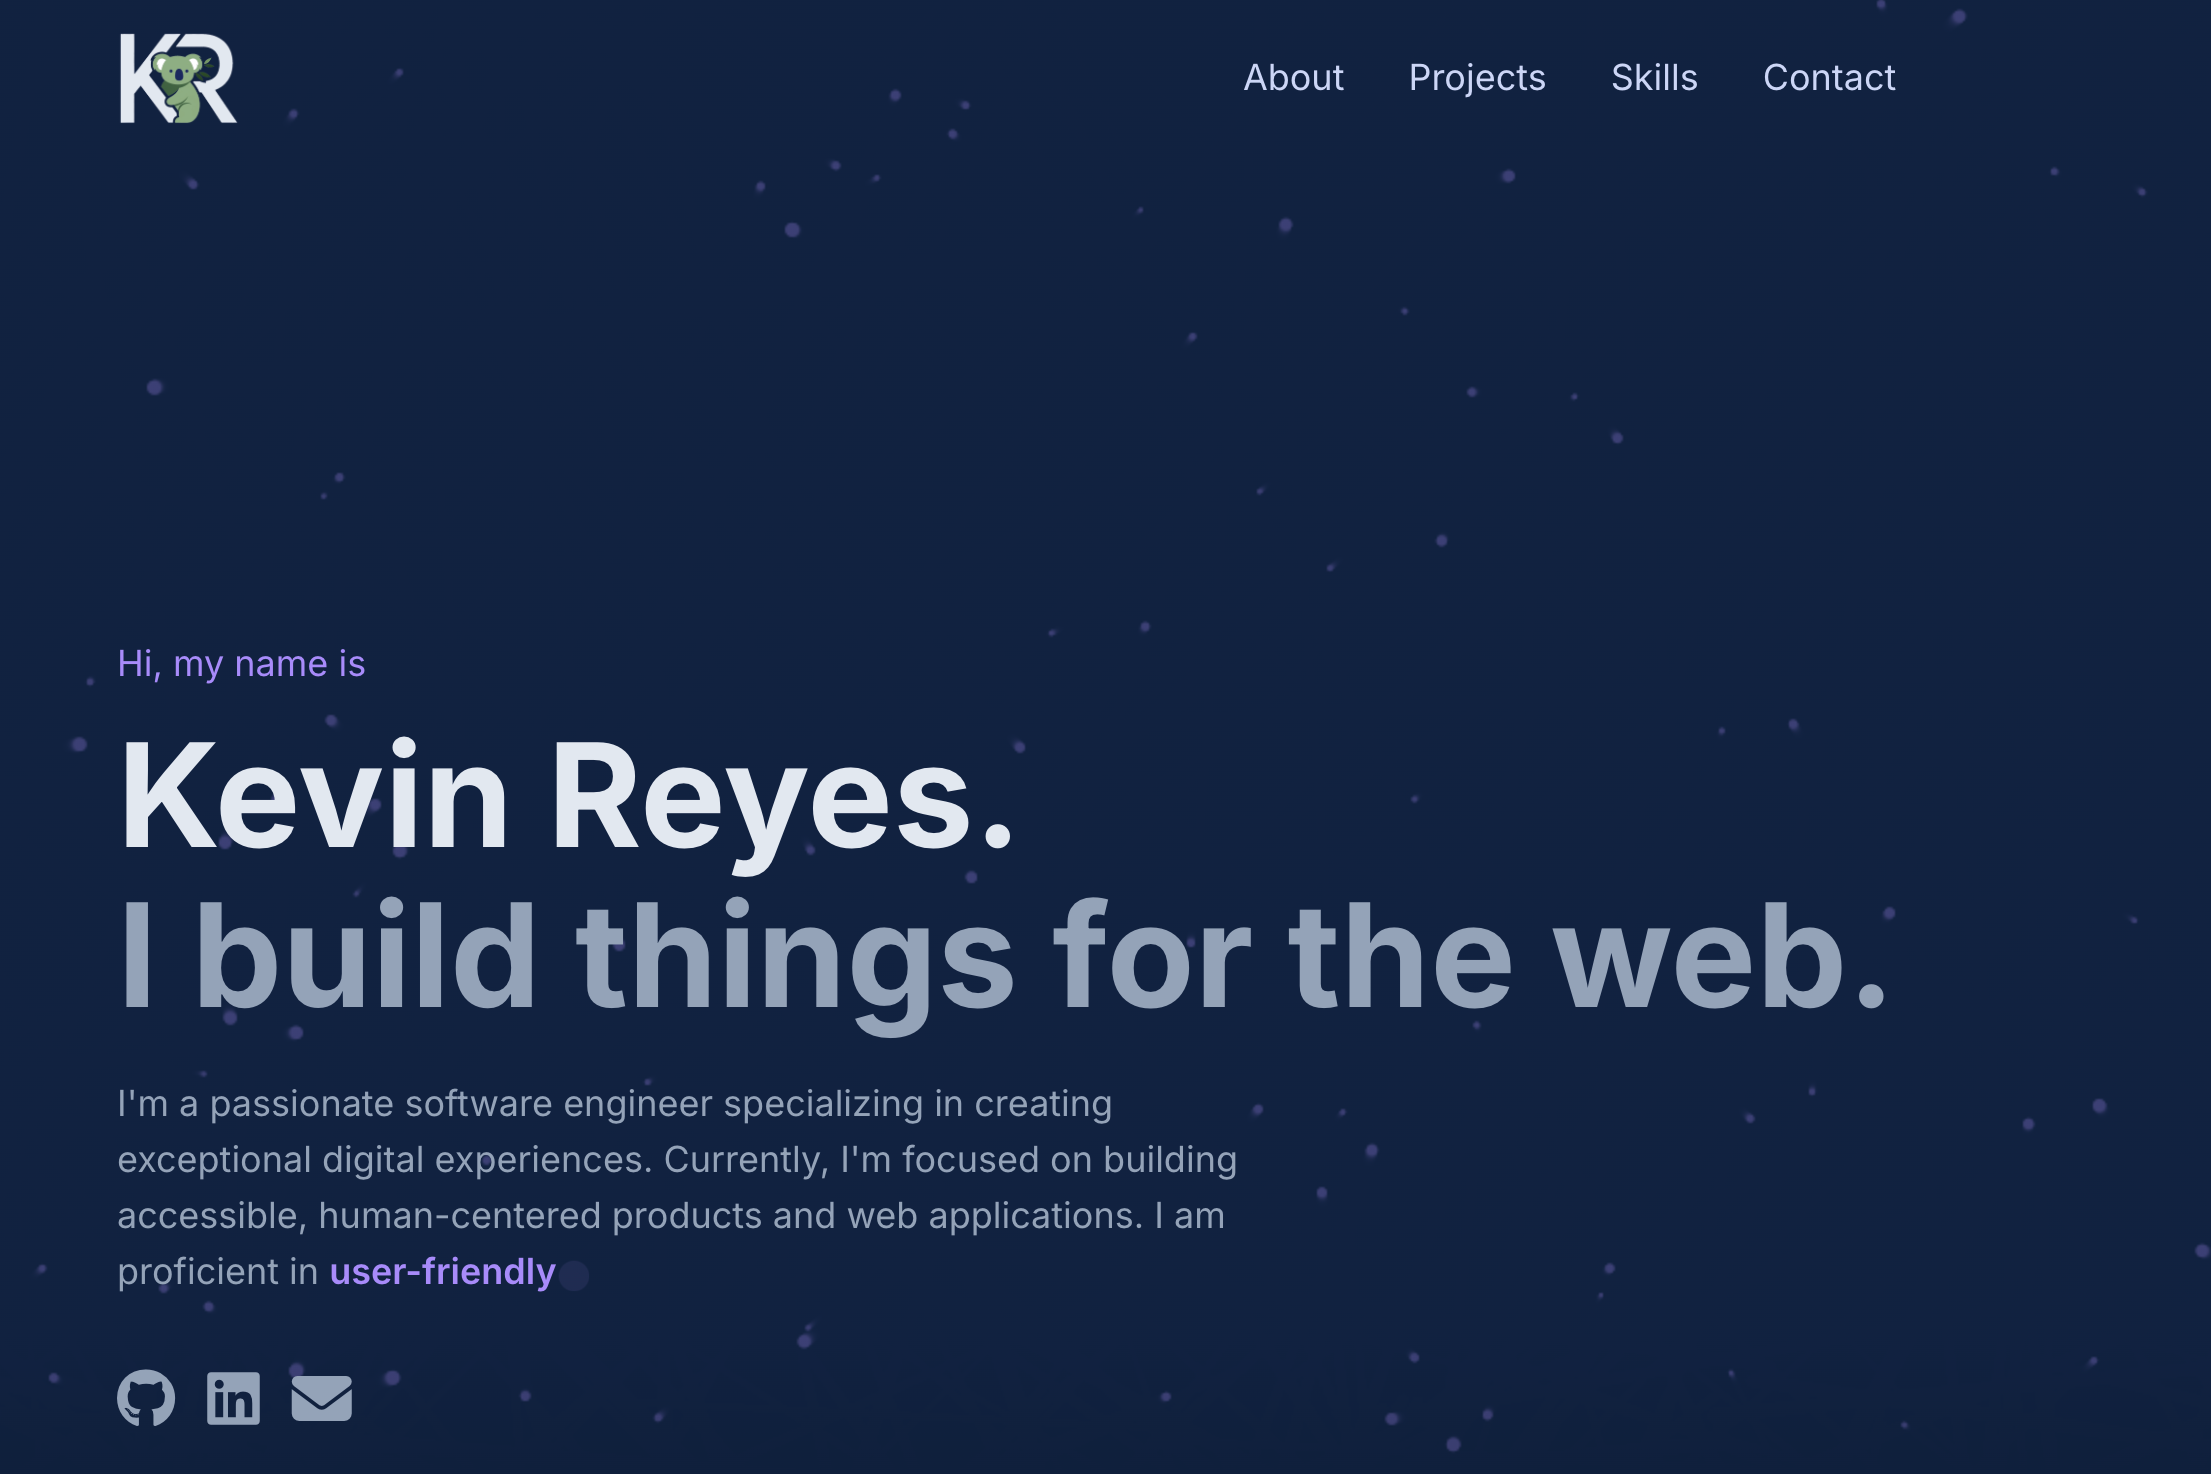 KR
About Projects Skills Contact
Hi, my name is
Kevin Reyes.
I build things for the web.
I'm a passionate software engineer specializing in creating
exceptional digital experiences. Currently, I'm focused on building
accessible, human-centered products and web applications. I am
proficient in user-friendly
in